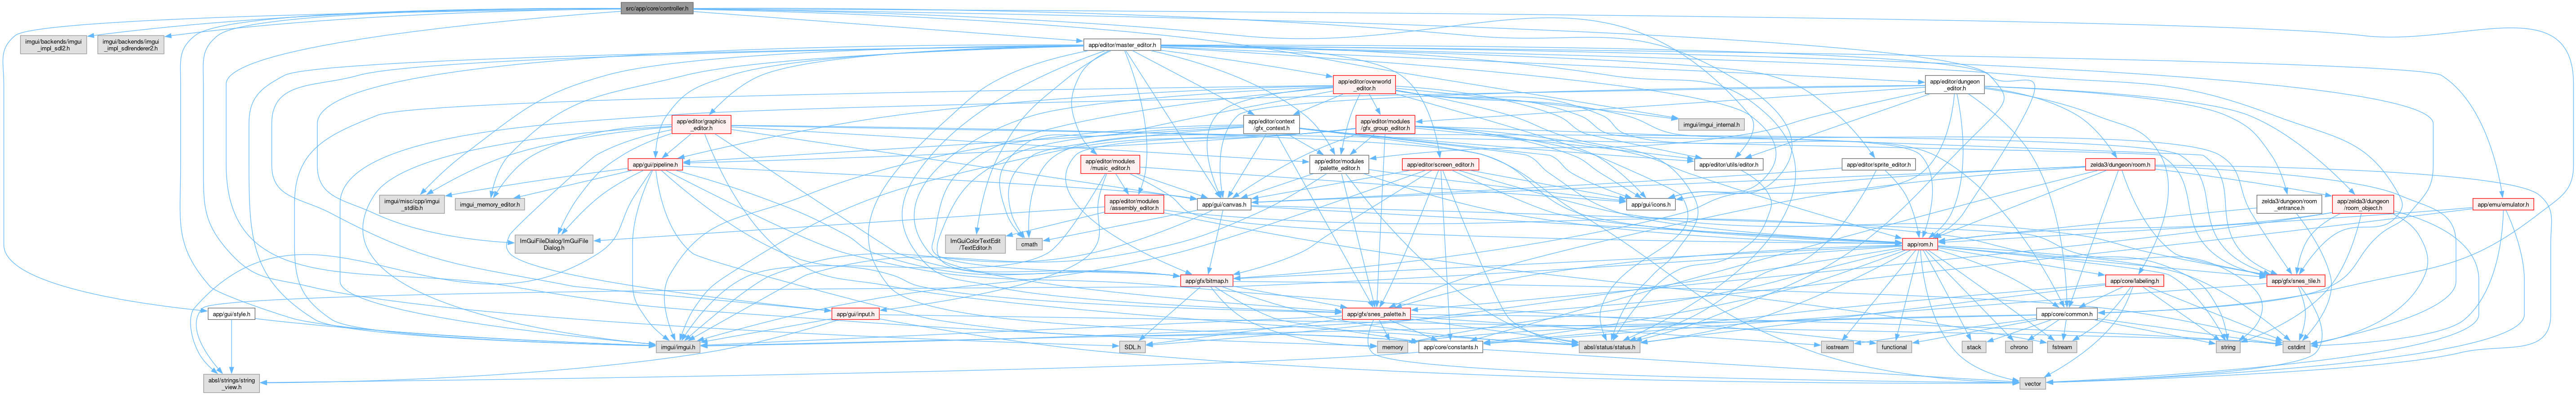 src/app/core/controller.h
imgui/backends/imgui
_impl_sdl2.h
imgui/backends/imgui
_impl_sdlrenderer2.h
app/editor/master_editor.h
app/editor/overworld
_editor.h
app/editor/dungeon
_editor.h
app/editor/graphics
_editor.h
app/editor/context
/gfx_context.h
app/editor/modules
/gfx_group_editor.h
imgui/imgui_internal.h
app/gui/pipeline.h
app/editor/modules
/music_editor.h
app/editor/modules
/palette_editor.h
app/editor/screen_editor.h
app/editor/utils/editor.h
app/editor/sprite_editor.h
zelda3/dungeon/room.h
imgui/misc/cpp/imgui
_stdlib.h
imgui_memory_editor.h
app/editor/modules
/assembly_editor.h
app/gui/canvas.h
app/gui/icons.h
zelda3/dungeon/room
_entrance.h
app/zelda3/dungeon
/room_object.h
app/emu/emulator.h
ImGuiFileDialog/ImGuiFile
Dialog.h
ImGuiColorTextEdit
/TextEditor.h
cmath
app/rom.h
app/gfx/bitmap.h
app/core/labeling.h
app/gfx/snes_tile.h
app/gui/style.h
app/gui/input.h
app/gfx/snes_palette.h
app/core/common.h
imgui/imgui.h
SDL.h
memory
app/core/constants.h
absl/status/status.h
iostream
functional
stack
chrono
fstream
string
cstdint
absl/strings/string
_view.h
vector